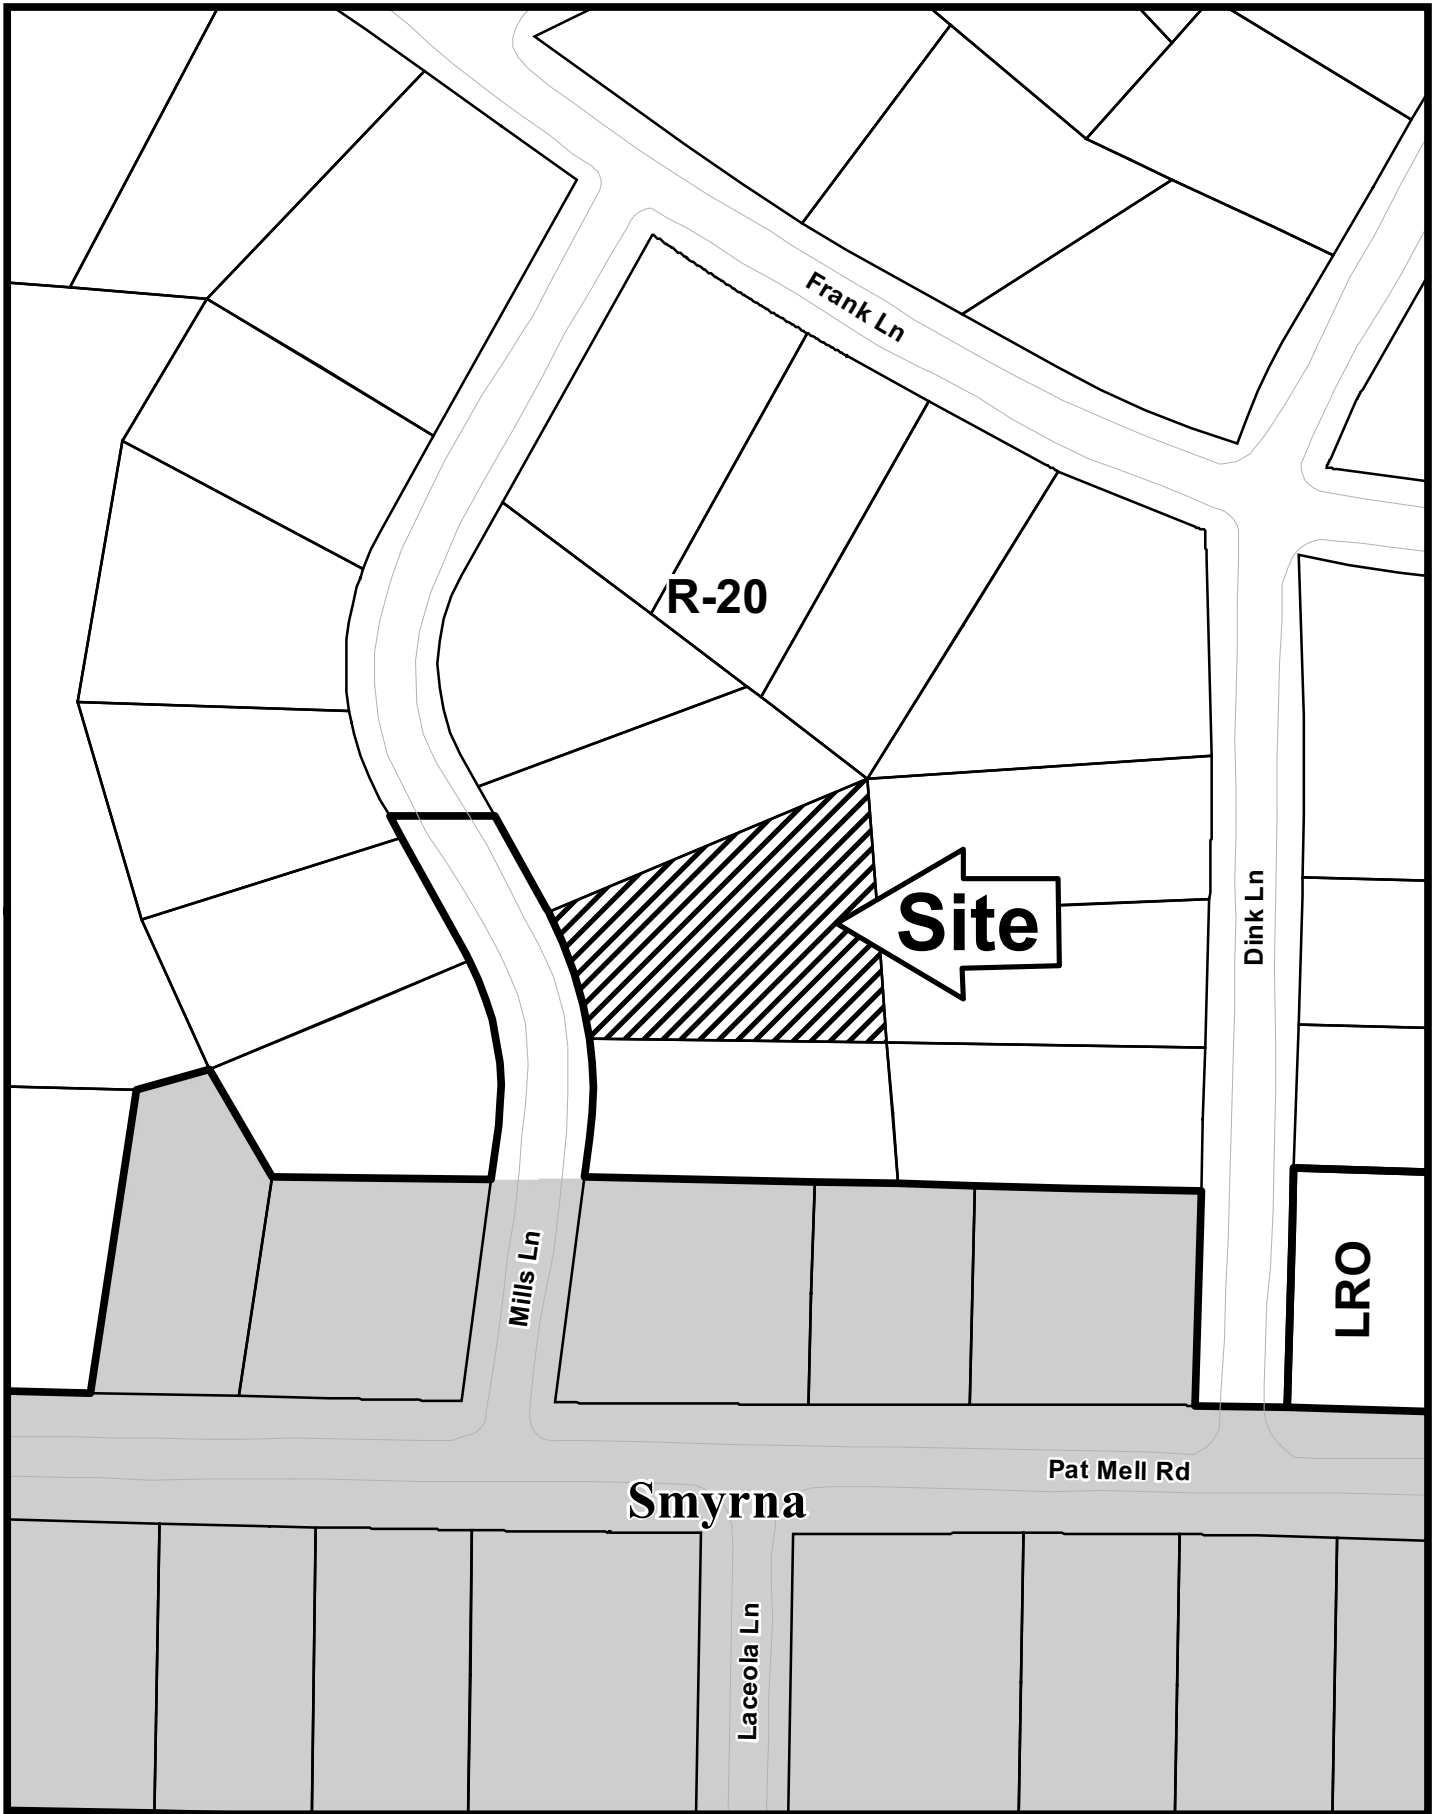 Frank Ln
R-20
Site
Dink Ln
Mills Ln
LRO
Pat Mell Rd
Smyrna
Laceola Ln